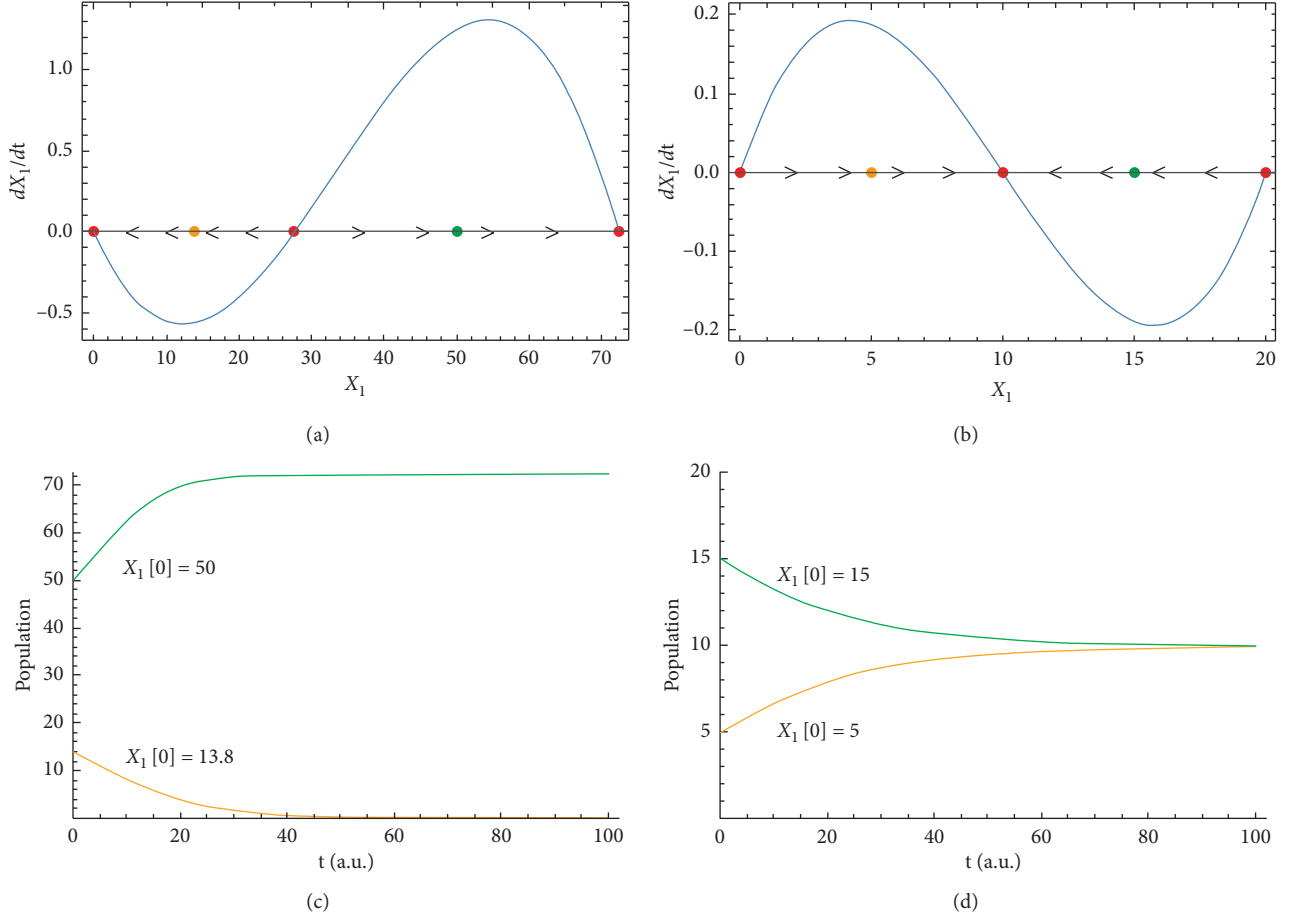 1.0
0.5
0.0
−0.5
dX1/dt
0 10 20 30 40 50 60 70
X1
(a)
0.2
0.1
0.0
−0.1
−0.2
dX1/dt
0 5 10 15 20
X1
(b)
70
60
50
40
30
20
10
Population
X1 [0] = 50
X1 [0] = 13.8
0 20 40 60 80 100
t (a.u.)
(c)
20
15
10
5
Population
X1 [0] = 15
X1 [0] = 5
0 20 40 60 80 100
t (a.u.)
(d)